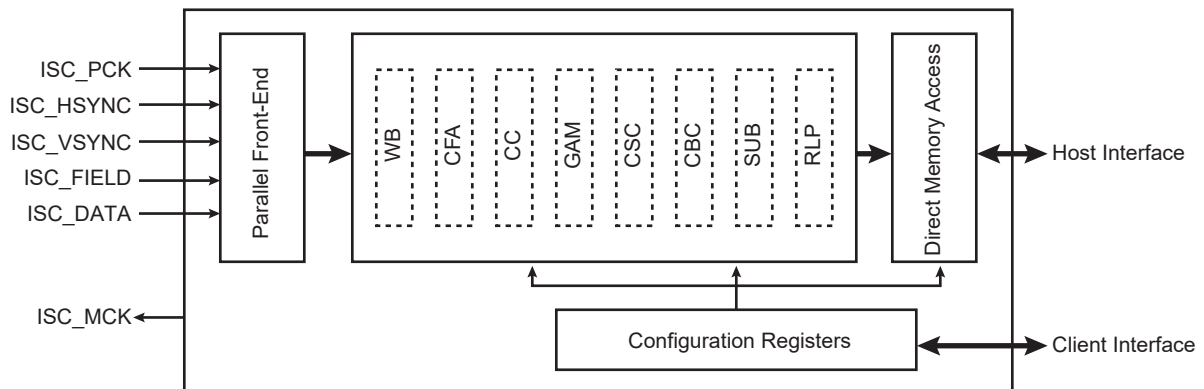 ISC_PCK
ISC_HSYNC
ISC_VSYNC
ISC_FIELD
ISC_DATA
ISC_MCK
Parallel Front-End
WB
CFA
CC
GAM
CSC
CBC
SUB
RLP
Direct Memory Access
Host Interface
Configuration Registers
Client Interface